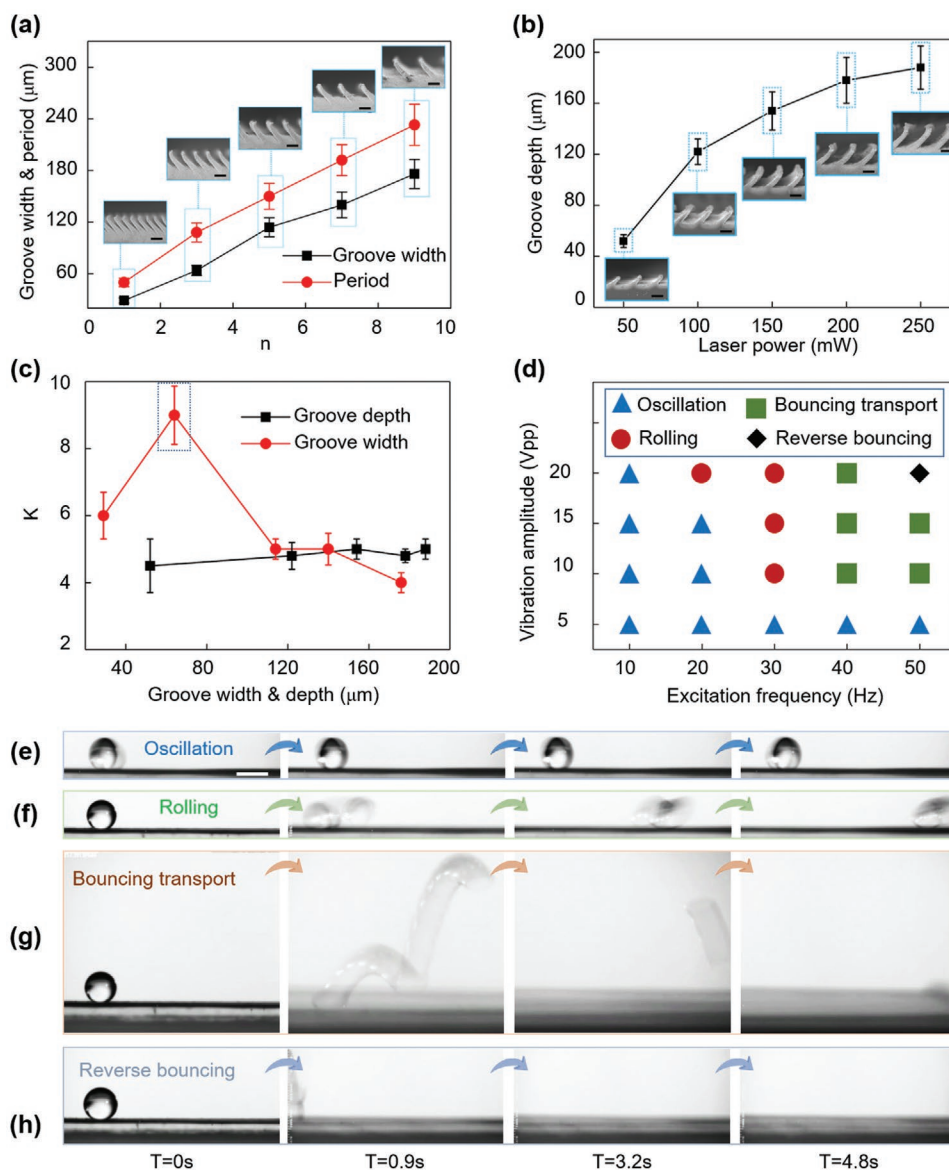 (a)
300
240
180
120
60
Groove width & period (μm)
Groove width
Period
0
2
4
6
8
10
n
(b)
200
160
120
80
40
0
Groove depth (μm)
50
100
150
200
250
Laser power (mW)
(c)
10
8
6
4
2
K
Groove depth
Groove width
40
80
120
160
200
Groove width & depth (μm)
(d)
Oscillation
Bouncing transport
Rolling
Reverse bouncing
20
15
10
5
Vibration amplitude (Vpp)
10
20
30
40
50
Excitation frequency (Hz)
(e)
Oscillation
(f)
Rolling
(g)
Bouncing transport
(h)
Reverse bouncing
T=0s
T=0.9s
T=3.2s
T=4.8s